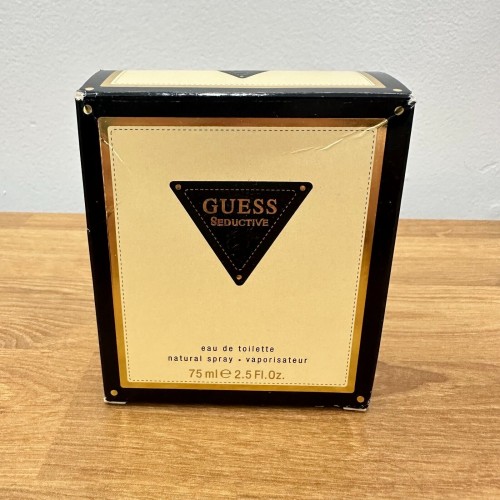 GUESS
SEDUCTIVE
eau de toilette
natural spray • vaporisateur
75 ml ℮ 2.5 Fl.Oz.